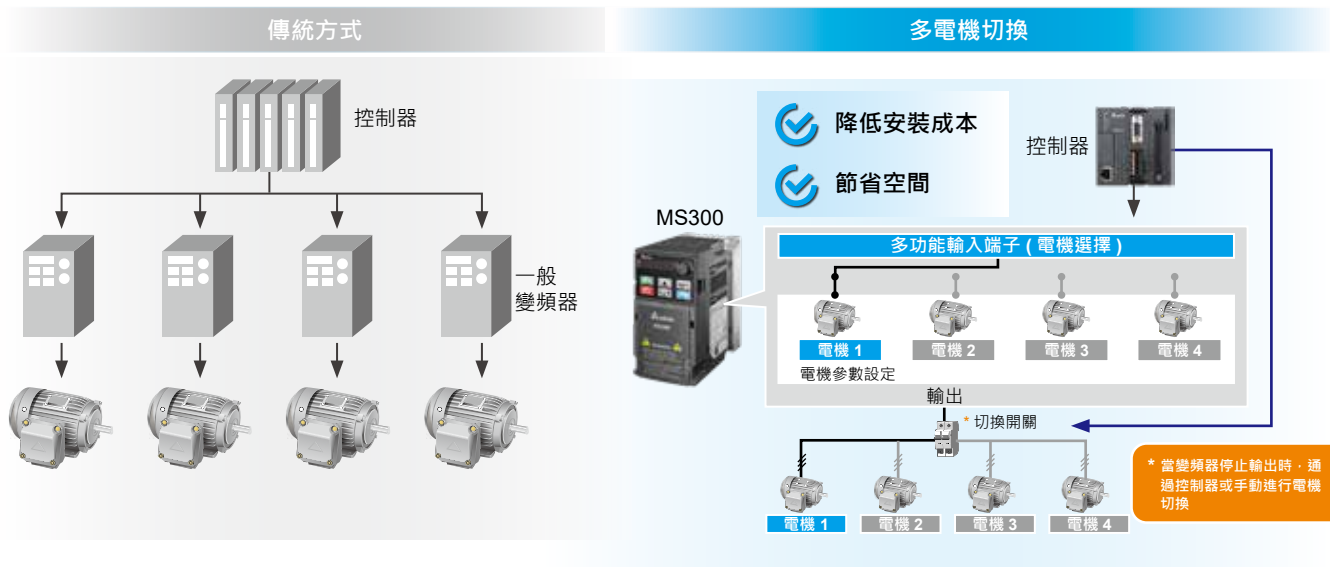 傳統方式
多電機切換
控制器
一般
變頻器
降低安裝成本
節省空間
控制器
MS300
多功能輸入端子 ( 電機選擇 )
電機 1
電機 2
電機 3
電機 4
電機參數設定
輸出
* 切換開關
電機 1
電機 2
電機 3
電機 4
* 當變頻器停止輸出時，通
過控制器或手動進行電機
切換